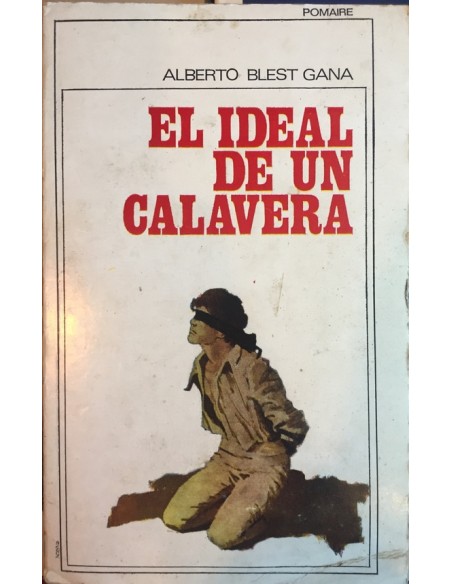 POMAIRE
ALBERTO BLEST GANA
EL IDEAL
DE UN
CALAVERA